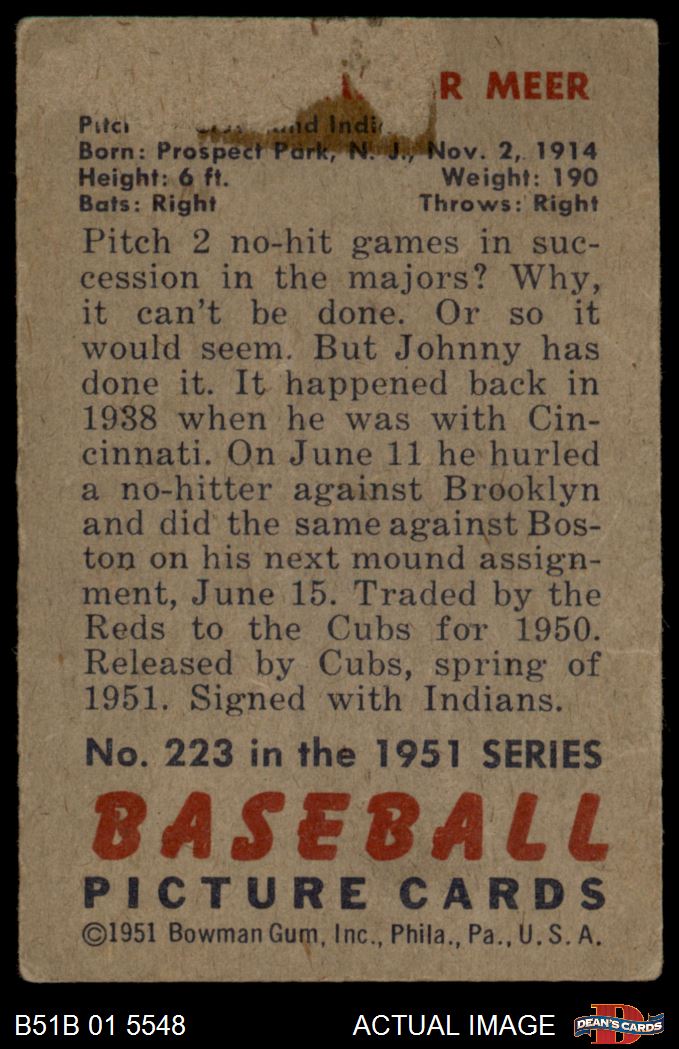 R MEER
Born: Prospect Park, N. J., Nov. 2, 1914
Height: 6 ft. Weight: 190
Bats: Right Throws: Right
Pitch 2 no-hit games in suc-
cession in the majors? Why,
it can't be done. Or so it
would seem. But Johnny has
done it. It happened back in
1938 when he was with Cin-
cinnati. On June 11 he hurled
a no-hitter against Brooklyn
and did the same against Bos-
ton on his next mound assign-
ment, June 15. Traded by the
Reds to the Cubs for 1950.
Released by Cubs, spring of
1951. Signed with Indians.
No. 223 in the 1951 SERIES
BASEBALL
PICTURE CARDS
©1951 Bowman Gum, Inc., Phila., Pa., U. S. A.
B51B 01 5548 ACTUAL IMAGE DEAN'S CARDS